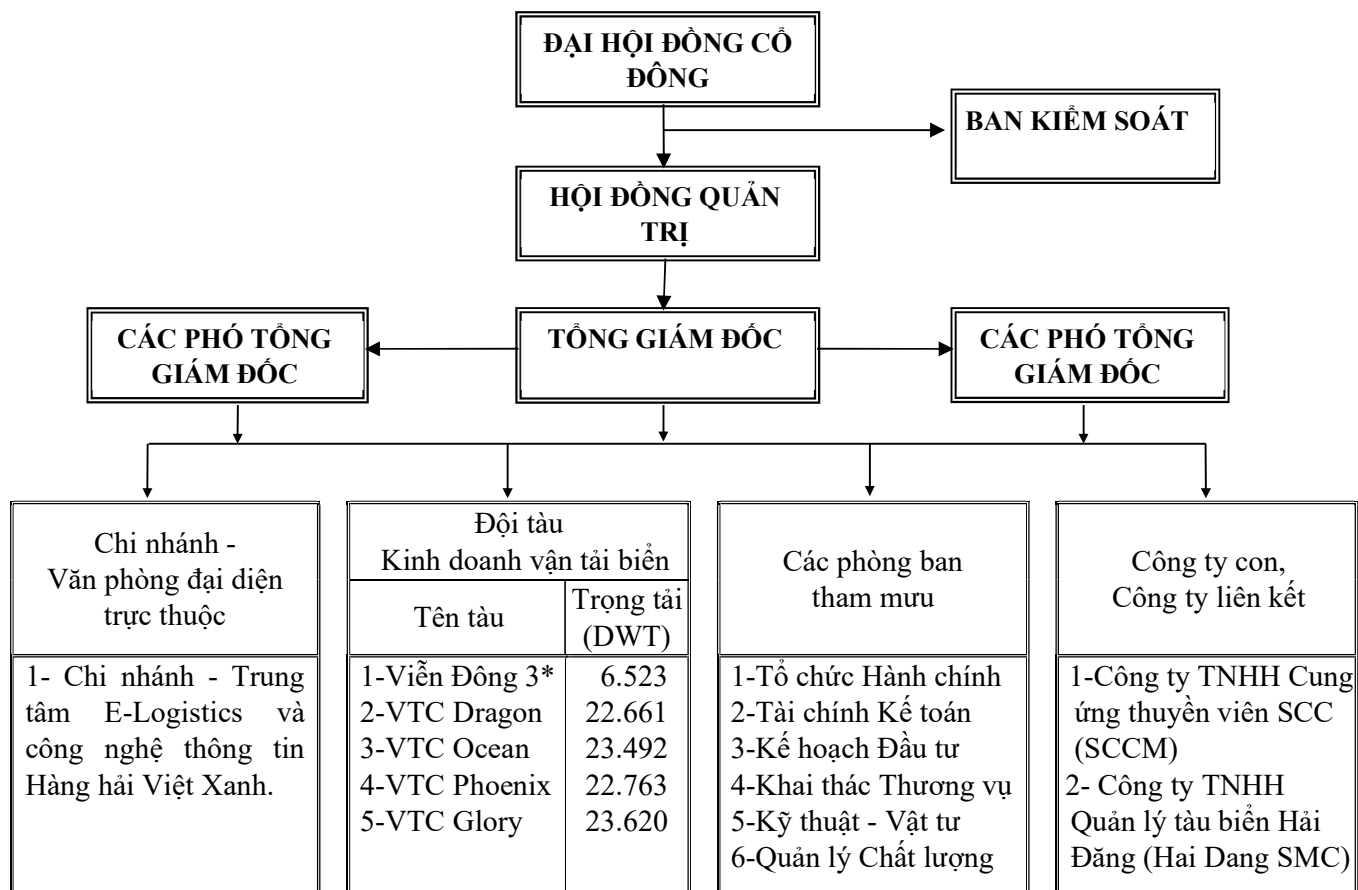 ĐẠI HỘI ĐỒNG CỔ
ĐÔNG
BAN KIỂM SOÁT
HỘI ĐỒNG QUẢN
TRỊ
CÁC PHÓ TỔNG
GIÁM ĐỐC
TỔNG GIÁM ĐỐC
CÁC PHÓ TỔNG
GIÁM ĐỐC
Chi nhánh -
Văn phòng đại diện
trực thuộc
1- Chi nhánh - Trung
tâm E-Logistics và
công nghệ thông tin
Hàng hải Việt Xanh.
Đội tàu
Kinh doanh vận tải biển
Tên tàu
Trọng tải
(DWT)
1-Viễn Đông 3* 6.523
2-VTC Dragon 22.661
3-VTC Ocean 23.492
4-VTC Phoenix 22.763
5-VTC Glory 23.620
Các phòng ban
tham mưu
1-Tổ chức Hành chính
2-Tài chính Kế toán
3-Kế hoạch Đầu tư
4-Khai thác Thương vụ
5-Kỹ thuật - Vật tư
6-Quản lý Chất lượng
Công ty con,
Công ty liên kết
1-Công ty TNHH Cung
ứng thuyền viên SCC
(SCCM)
2- Công ty TNHH
Quản lý tàu biển Hải
Đăng (Hai Dang SMC)